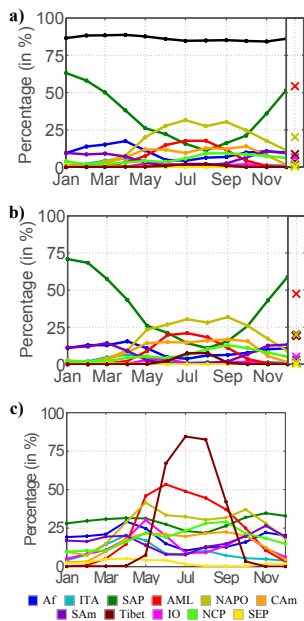 a)
Percentage (in %)
100
75
50
25
0
Jan Mar May Jul Sep Nov
b)
Percentage (in %)
100
75
50
25
0
Jan Mar May Jul Sep Nov
c)
Percentage (in %)
100
75
50
25
0
Jan Mar May Jul Sep Nov
Af ITA SAP AML NAPO CAm
SAm Tibet IO NCP SEP